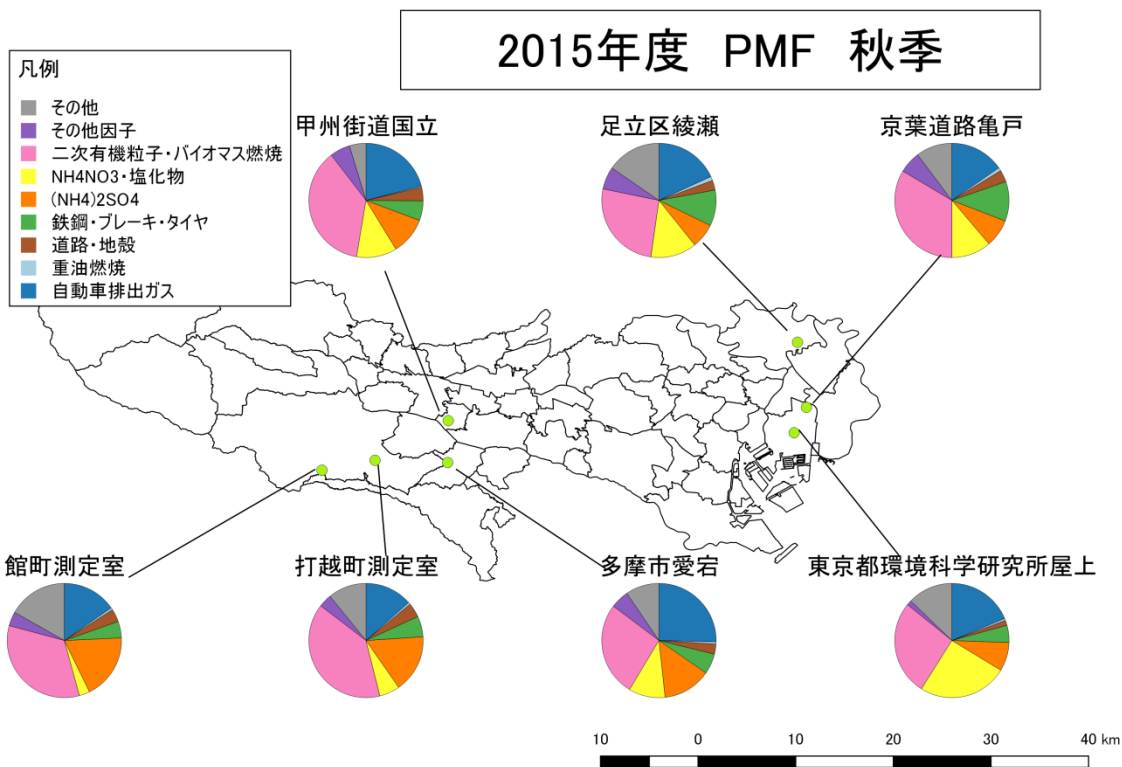 2015年度 PMF 秋季
凡例
その他
その他因子
二次有機粒子・バイオマス燃焼
NH4NO3・塩化物
(NH4)2SO4
鉄鋼・ブレーキ・タイヤ
道路・地殻
重油燃焼
自動車排出ガス
甲州街道国立
足立区綾瀬
京葉道路亀戸
館町測定室
打越町測定室
多摩市愛宕
東京都環境科学研究所屋上
10 0 10 20 30 40 km